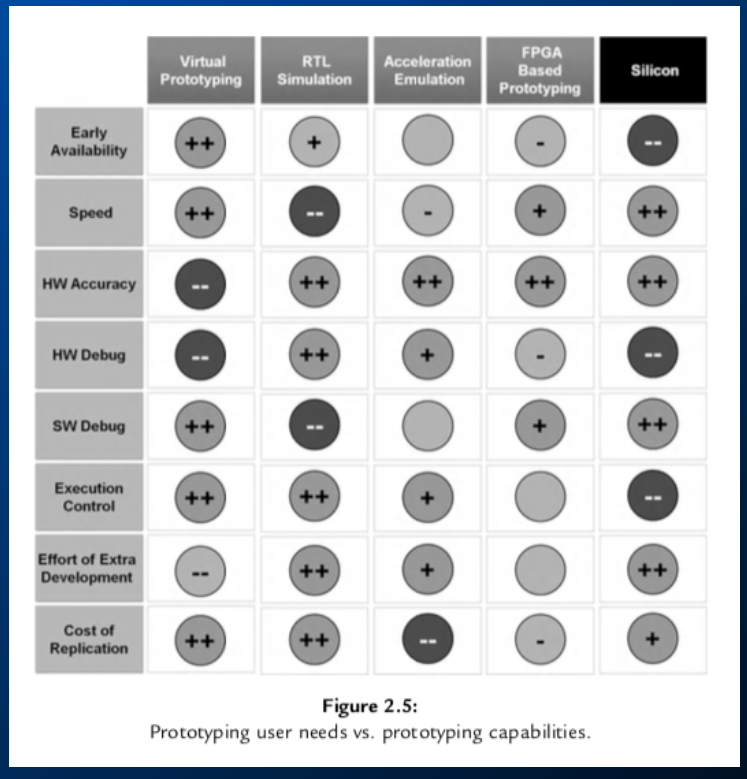 Virtual Prototyping RTL Simulation Acceleration Emulation FPGA Based Prototyping Silicon
Early Availability ++ + - --
Speed ++ -- - + ++
HW Accuracy -- ++ ++ ++ ++
HW Debug -- ++ + - --
SW Debug ++ -- + ++
Execution Control ++ ++ + --
Effort of Extra Development -- ++ + ++
Cost of Replication ++ ++ -- - +
Figure 2.5:
Prototyping user needs vs. prototyping capabilities.